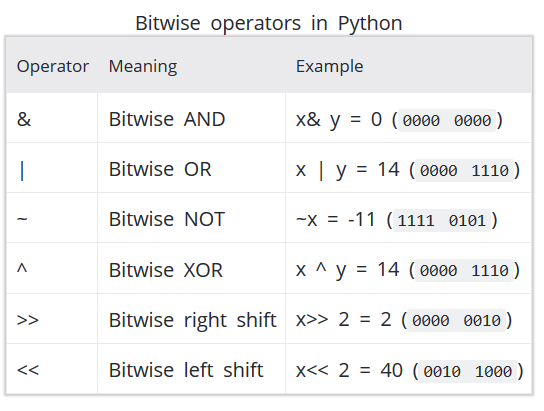 Bitwise operators in Python
Operator Meaning Example
& Bitwise AND x& y = 0 (0000 0000)
| Bitwise OR x | y = 14 (0000 1110)
~ Bitwise NOT ~x = -11 (1111 0101)
^ Bitwise XOR x ^ y = 14 (0000 1110)
>> Bitwise right shift x>> 2 = 2 (0000 0010)
<< Bitwise left shift x<< 2 = 40 (0010 1000)